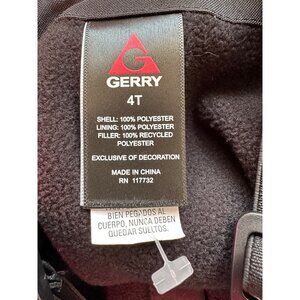 GERRY
4T
SHELL: 100% POLYESTER
LINING: 100% POLYESTER
FILLER: 100% RECYCLED
POLYESTER
EXCLUSIVE OF DECORATION
MADE IN CHINA
RN 117732
BIEN PEGADOS AL
CUERPO, NUNCA DEBEN
QUEDAR SUELTOS.